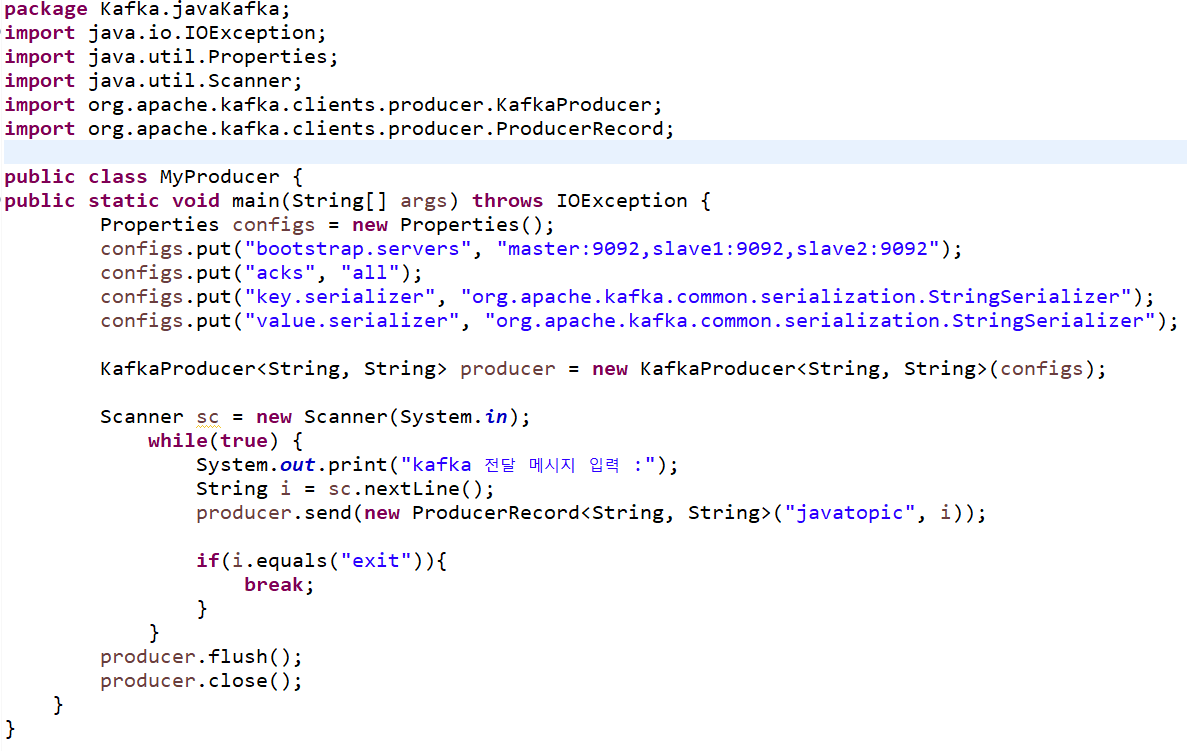 package Kafka.javaKafka;
import java.io.IOException;
import java.util.Properties;
import java.util.Scanner;
import org.apache.kafka.clients.producer.KafkaProducer;
import org.apache.kafka.clients.producer.ProducerRecord;

public class MyProducer {
public static void main(String[] args) throws IOException {
        Properties configs = new Properties();
        configs.put("bootstrap.servers", "master:9092,slave1:9092,slave2:9092");
        configs.put("acks", "all");
        configs.put("key.serializer", "org.apache.kafka.common.serialization.StringSerializer");
        configs.put("value.serializer", "org.apache.kafka.common.serialization.StringSerializer");

        KafkaProducer<String, String> producer = new KafkaProducer<String, String>(configs);

        Scanner sc = new Scanner(System.in);
            while(true) {
                System.out.print("kafka 전달 메시지 입력 :");
                String i = sc.nextLine();
                producer.send(new ProducerRecord<String, String>("javatopic", i));

                if(i.equals("exit")){
                    break;
                }
            }
        producer.flush();
        producer.close();
    }
}